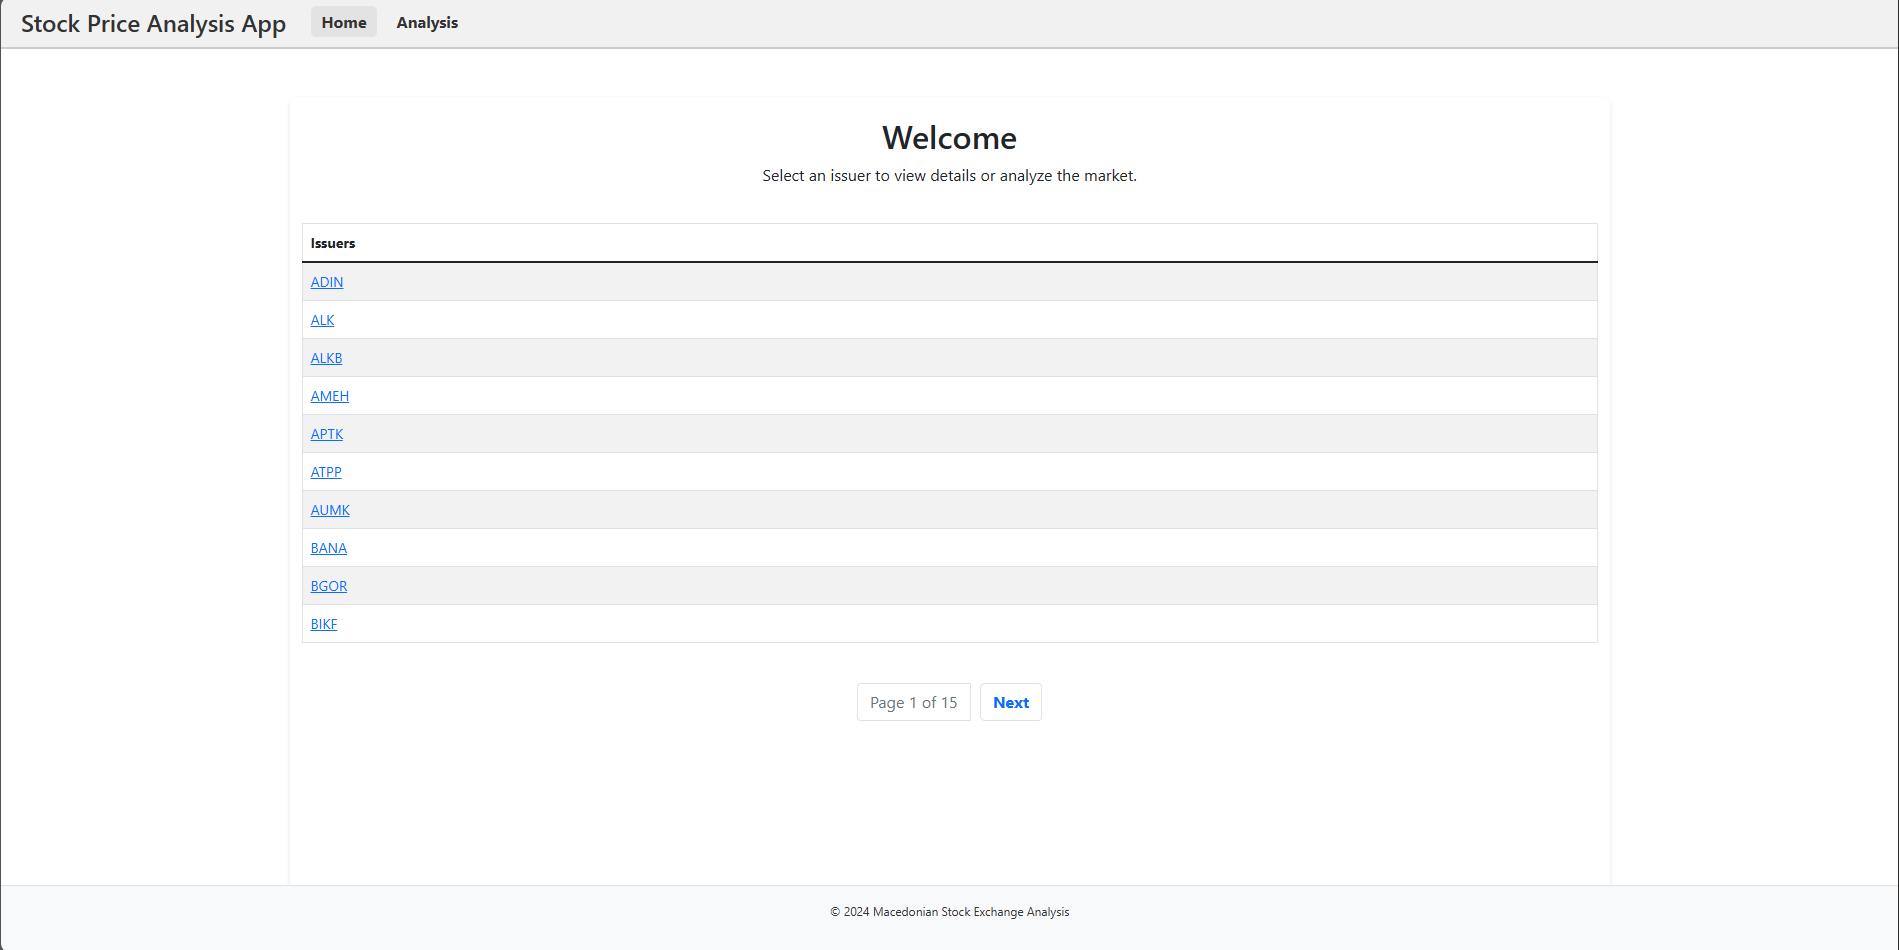 Stock Price Analysis App Home Analysis
Welcome
Select an issuer to view details or analyze the market.
Issuers
ADIN
ALK
ALKB
AMEH
APTK
ATPP
AUMK
BANA
BGOR
BIKF
Page 1 of 15 Next
© 2024 Macedonian Stock Exchange Analysis